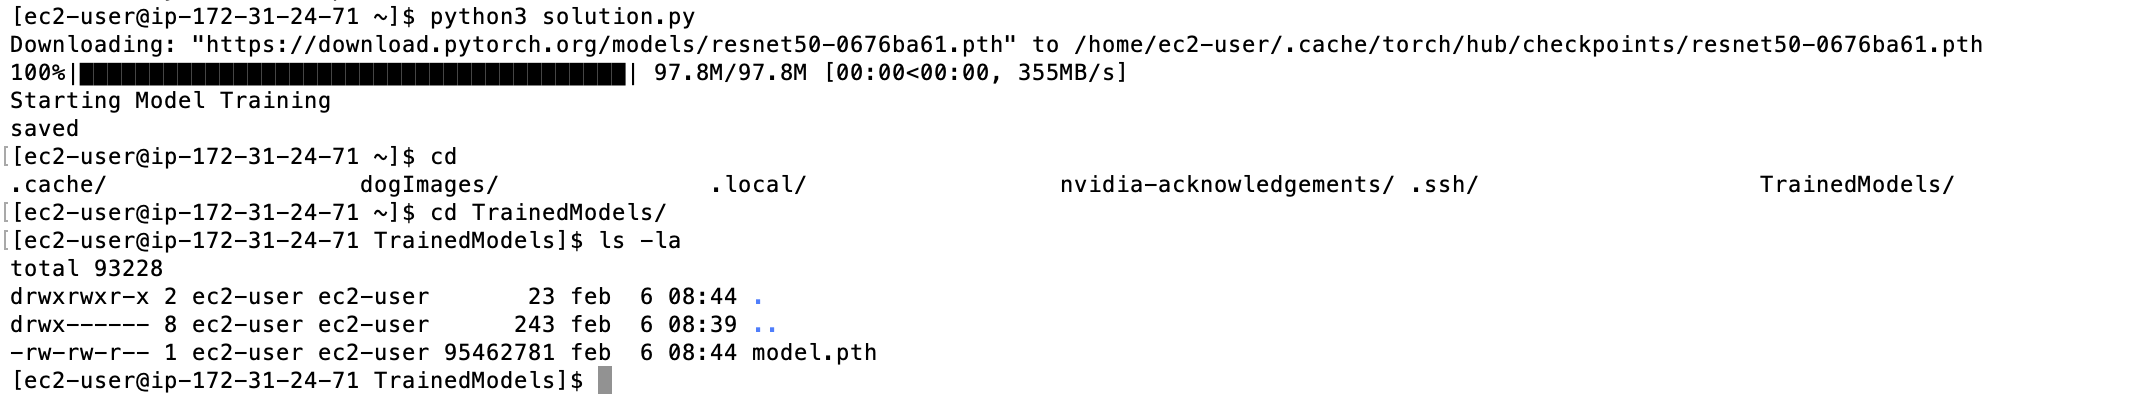 [ec2-user@ip-172-31-24-71 ~]$ python3 solution.py
Downloading: "https://download.pytorch.org/models/resnet50-0676ba61.pth" to /home/ec2-user/.cache/torch/hub/checkpoints/resnet50-0676ba61.pth
100%|███████████████████████████████████████| 97.8M/97.8M [00:00<00:00, 355MB/s]
Starting Model Training
saved
[[ec2-user@ip-172-31-24-71 ~]$ cd
.cache/                  dogImages/               .local/                  nvidia-acknowledgements/ .ssh/                    TrainedModels/
[[ec2-user@ip-172-31-24-71 ~]$ cd TrainedModels/
[[ec2-user@ip-172-31-24-71 TrainedModels]$ ls -la
total 93228
drwxrwxr-x 2 ec2-user ec2-user       23 feb  6 08:44 .
drwx------ 8 ec2-user ec2-user      243 feb  6 08:39 ..
-rw-rw-r-- 1 ec2-user ec2-user 95462781 feb  6 08:44 model.pth
[ec2-user@ip-172-31-24-71 TrainedModels]$